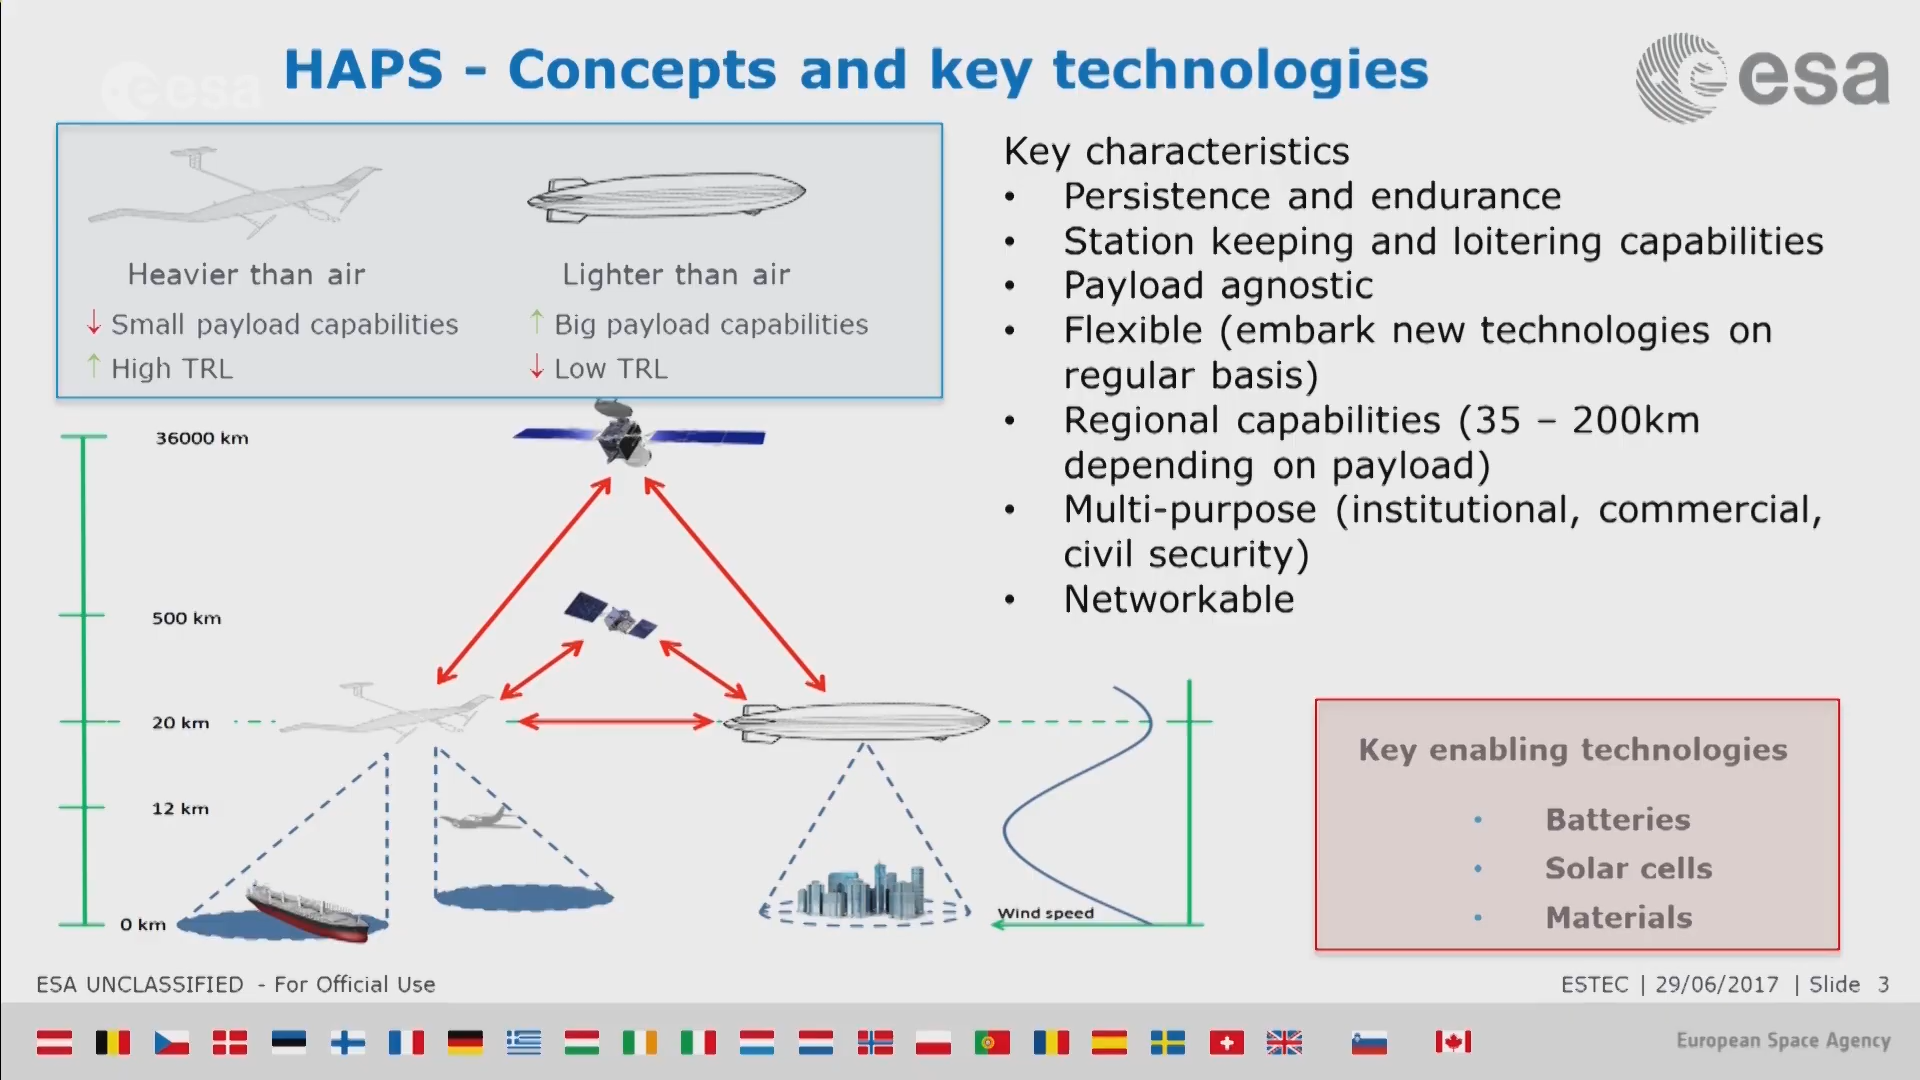 HAPS - Concepts and key technologies
esa
esa
Heavier than air
↓ Small payload capabilities
↑ High TRL
Lighter than air
↑ Big payload capabilities
↓ Low TRL
Key characteristics
• Persistence and endurance
• Station keeping and loitering capabilities
• Payload agnostic
• Flexible (embark new technologies on
regular basis)
• Regional capabilities (35 – 200km
depending on payload)
• Multi-purpose (institutional, commercial,
civil security)
• Networkable
36000 km
500 km
20 km
12 km
0 km
Wind speed
Key enabling technologies
• Batteries
• Solar cells
• Materials
ESA UNCLASSIFIED - For Official Use
ESTEC | 29/06/2017 | Slide 3
European Space Agency